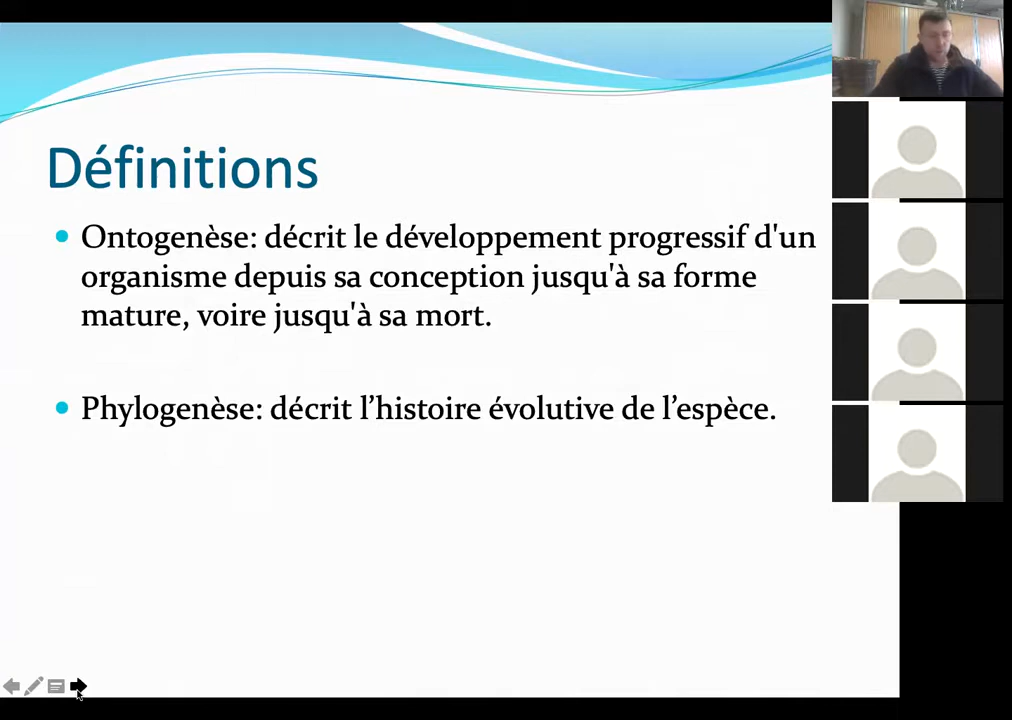 Définitions
Ontogenèse: décrit le développement progressif d'un
organisme depuis sa conception jusqu'à sa forme
mature, voire jusqu'à sa mort.
Phylogenèse: décrit l’histoire évolutive de l’espèce.